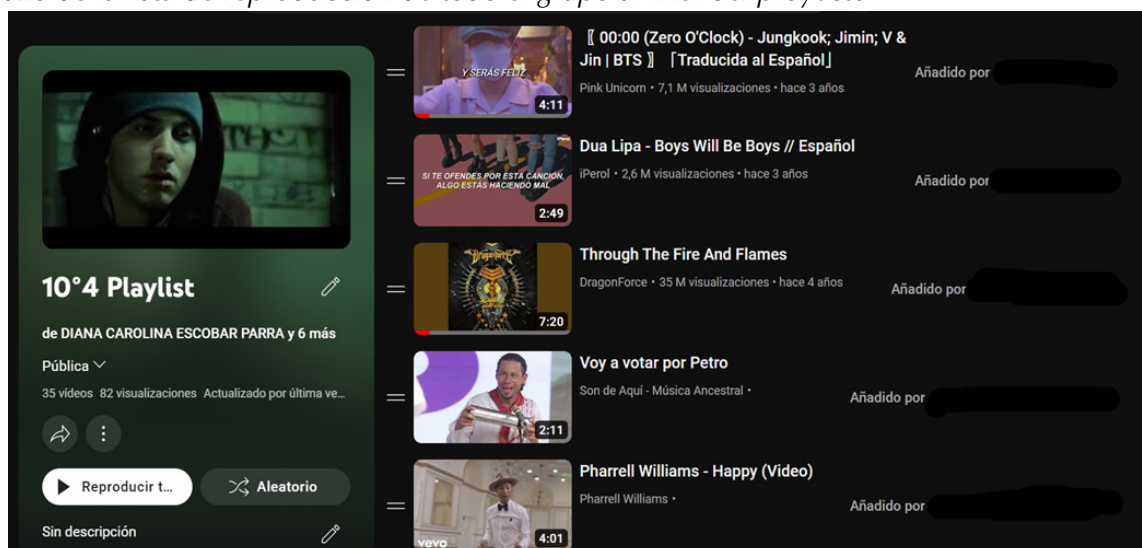 10°4 Playlist
de DIANA CAROLINA ESCOBAR PARRA y 6 más
Pública
35 vídeos 82 visualizaciones Actualizado por última ve...
Reproducir t...
Aleatorio
Sin descripción
Y SERÁS FELIZ
4:11
〖 00:00 (Zero O'Clock) - Jungkook; Jimin; V &
Jin | BTS 〗 「Traducida al Español」
Pink Unicorn • 7,1 M visualizaciones • hace 3 años
Añadido por
SI TE OFENDES POR ESTA CANCIÓN,
ALGO ESTÁS HACIENDO MAL
iPerol
2:49
Dua Lipa - Boys Will Be Boys // Español
iPerol • 2,6 M visualizaciones • hace 3 años
Añadido por
DragonForce
7:20
Through The Fire And Flames
DragonForce • 35 M visualizaciones • hace 4 años
Añadido por
2:11
Voy a votar por Petro
Son de Aquí - Música Ancestral •
Añadido por
vevo
4:01
Pharrell Williams - Happy (Video)
Pharrell Williams •
Añadido por